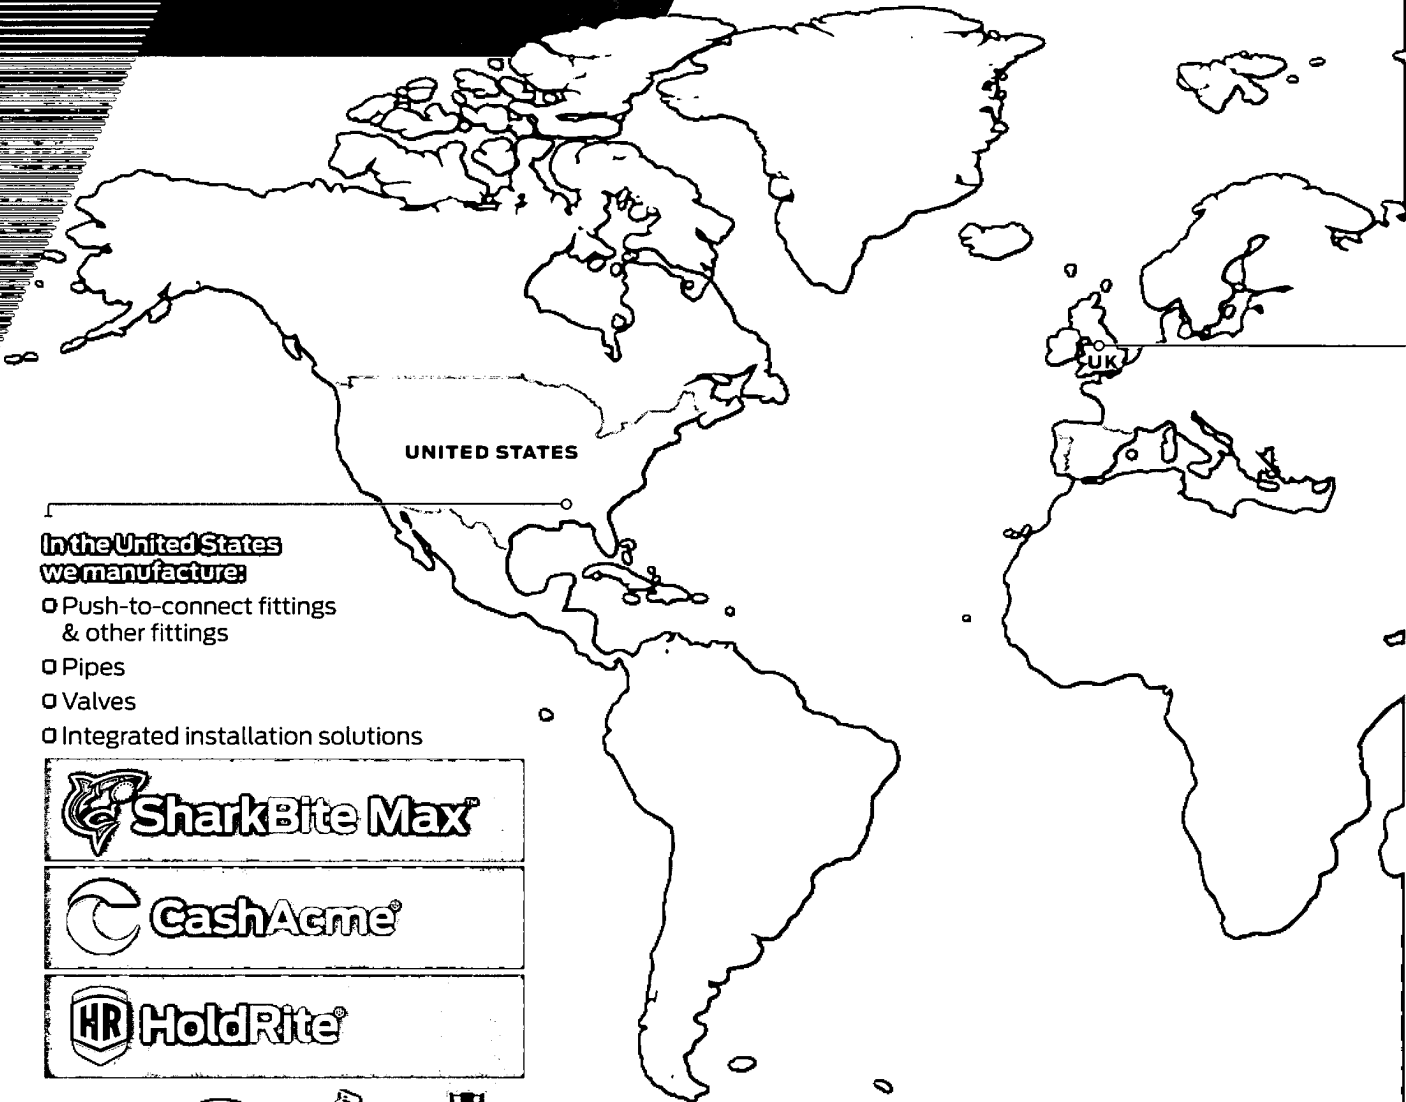 UK
UNITED STATES
In the United States
we manufacture:
Push-to-connect fittings
& other fittings
Pipes
Valves
Integrated installation solutions
SharkBite Max™
CashAcme®
HR HoldRite®